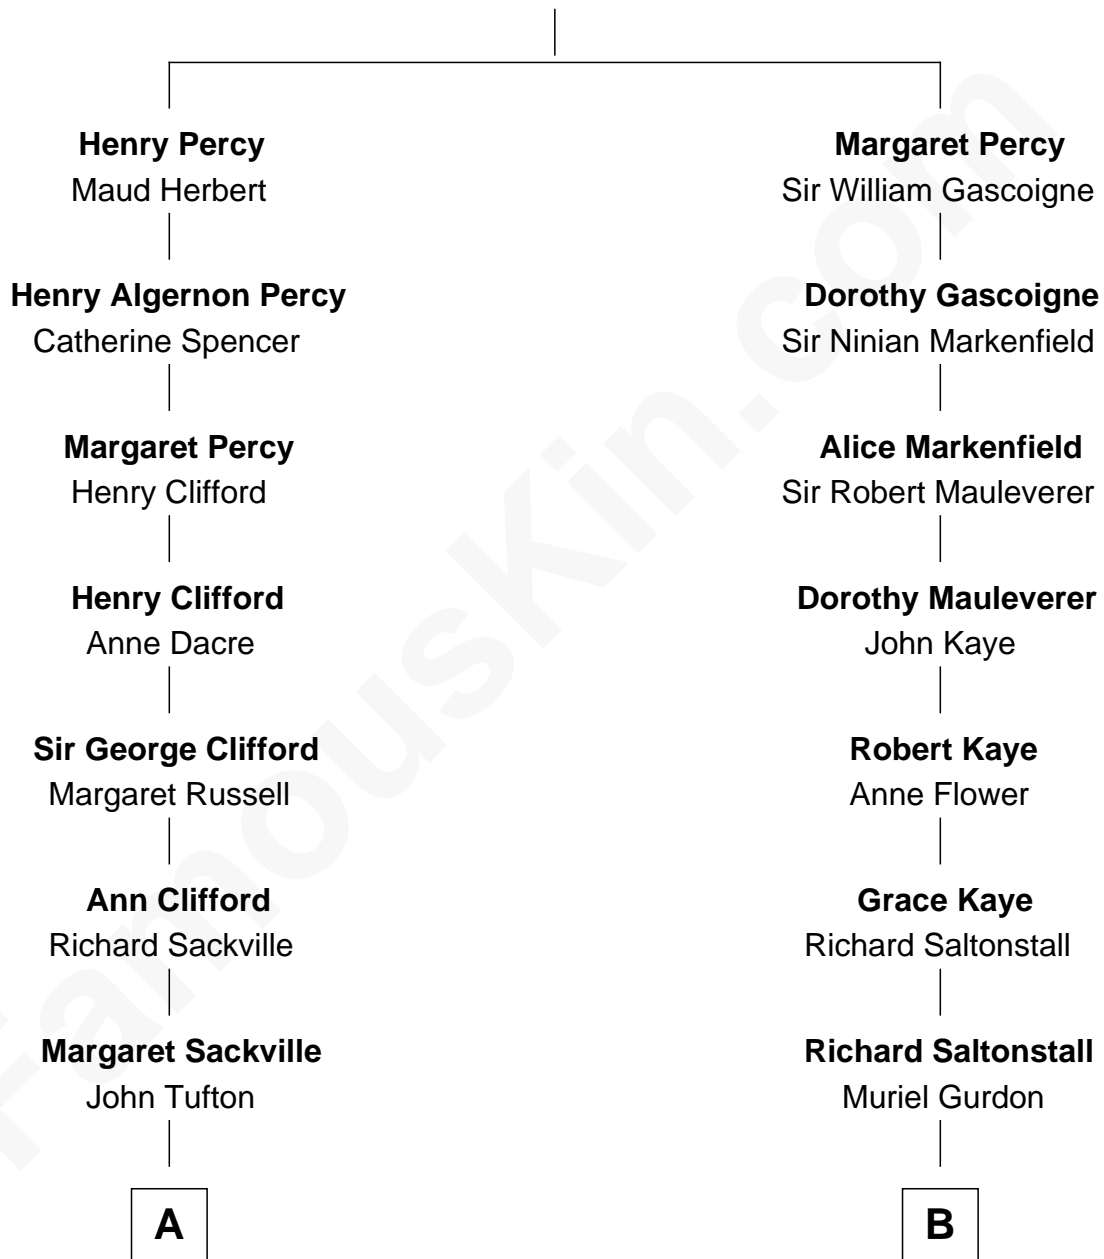 Henry Percy
Maud Herbert
Henry Algernon Percy
Catherine Spencer
Margaret Percy
Henry Clifford
Henry Clifford
Anne Dacre
Sir George Clifford
Margaret Russell
Ann Clifford
Richard Sackville
Margaret Sackville
John Tufton
A
Margaret Percy
Sir William Gascoigne
Dorothy Gascoigne
Sir Ninian Markenfield
Alice Markenfield
Sir Robert Mauleverer
Dorothy Mauleverer
John Kaye
Robert Kaye
Anne Flower
Grace Kaye
Richard Saltonstall
Richard Saltonstall
Muriel Gurdon
B
FamousKin.com